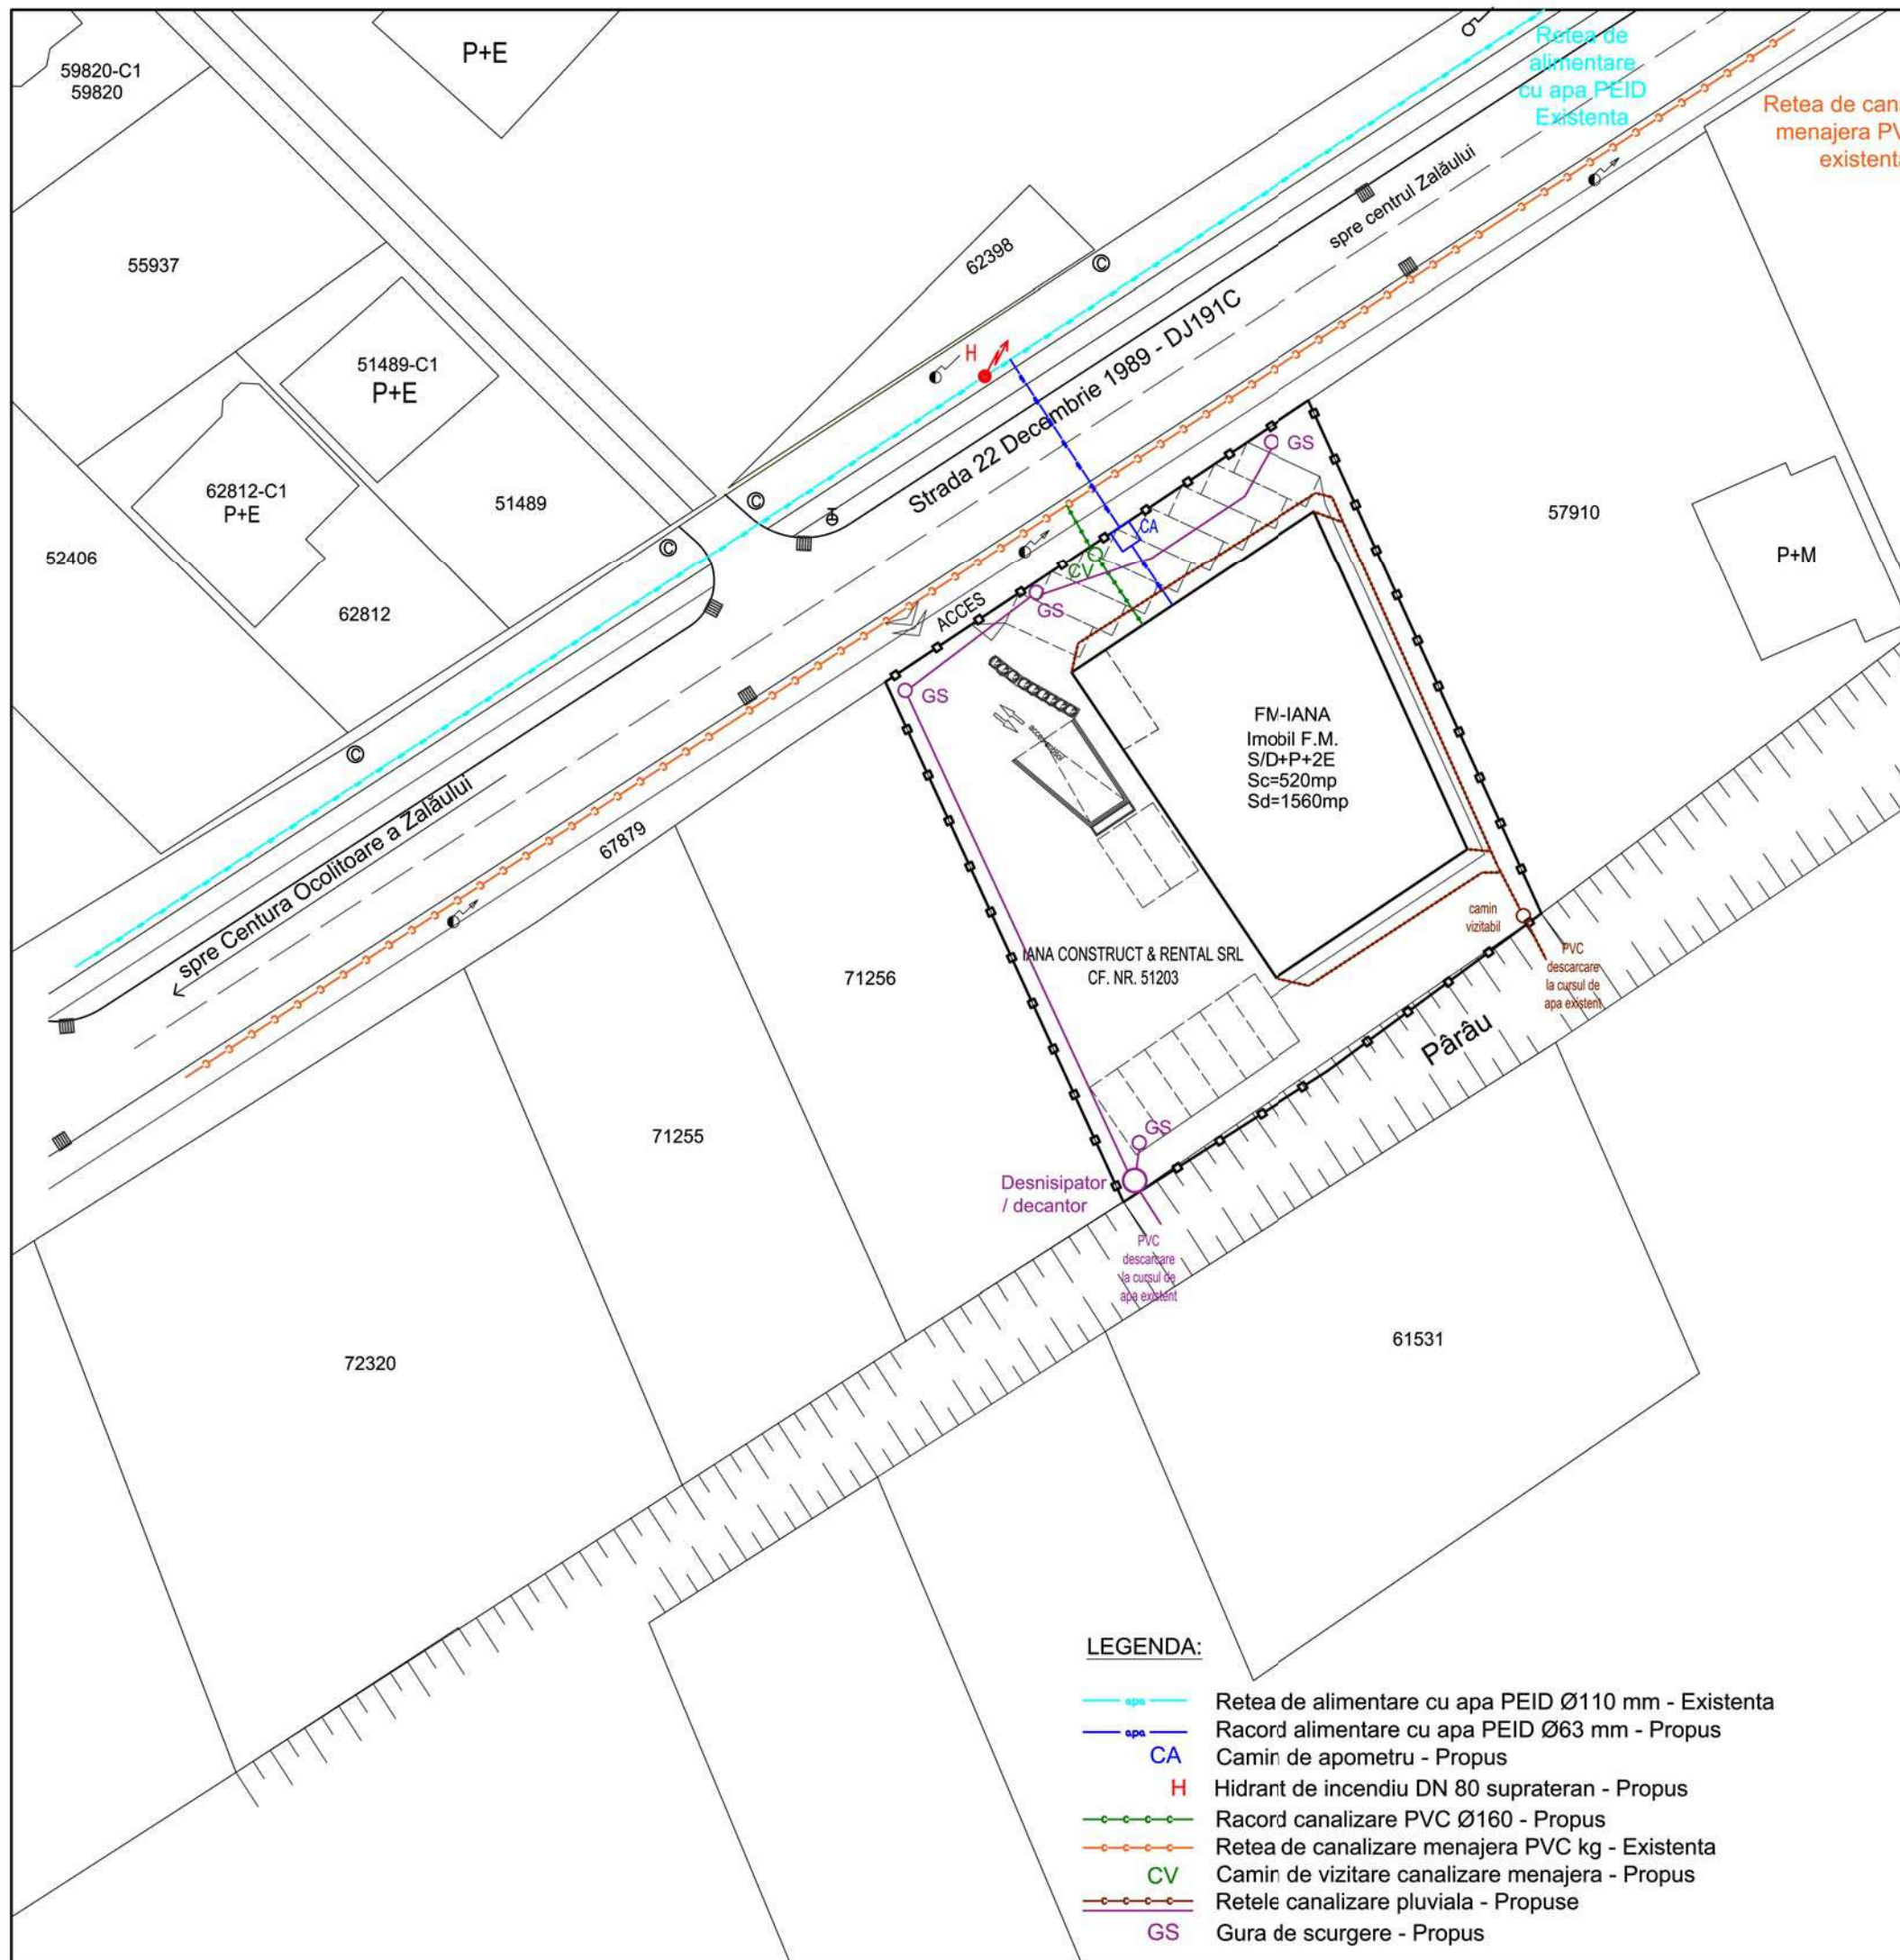 59820-C1
59820
P+E
Retea de
alimentare
cu apa PEID
Existenta
Retea de can
menajera PV
existent
55937
62398
spre centrul Zalăului
51489-C1
P+E
H
Strada 22 Decembrie 1989 - DJ191C
62812-C1
P+E
51489
GS
CA
57910
P+M
52406
62812
CV
GS
ACCES
GS
FM-IANA
Imobil F.M.
S/D+P+2E
Sc=520mp
Sd=1560mp
spre Centura Ocolitoare a Zalăului
67879
camin
vizitabil
IANA CONSTRUCT & RENTAL SRL
CF. NR. 51203
71256
PVC
descarcare
la cursul de
apa existent
Pârâu
71255
GS
Desnisipator
/ decantor
PVC
descarcare
la cursul de
apa existent
72320
61531
LEGENDA:
apa Retea de alimentare cu apa PEID Ø110 mm - Existenta
apa Racord alimentare cu apa PEID Ø63 mm - Propus
CA Camin de apometru - Propus
H Hidrant de incendiu DN 80 suprateran - Propus
c c c c Racord canalizare PVC Ø160 - Propus
c c c c Retea de canalizare menajera PVC kg - Existenta
CV Camin de vizitare canalizare menajera - Propus
c c c c Retele canalizare pluviala - Propuse
GS Gura de scurgere - Propus